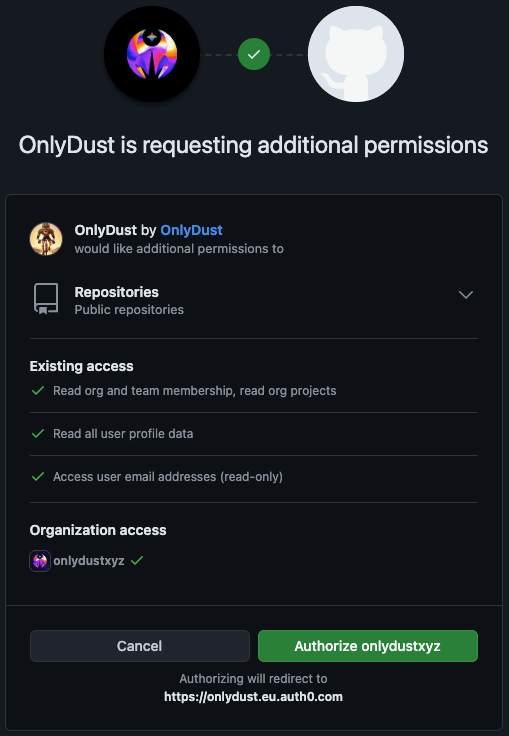 OnlyDust is requesting additional permissions
OnlyDust by OnlyDust
would like additional permissions to
Repositories
Public repositories
Existing access
Read org and team membership, read org projects
Read all user profile data
Access user email addresses (read-only)
Organization access
onlydustxyz
Cancel
Authorize onlydustxyz
Authorizing will redirect to
https://onlydust.eu.auth0.com